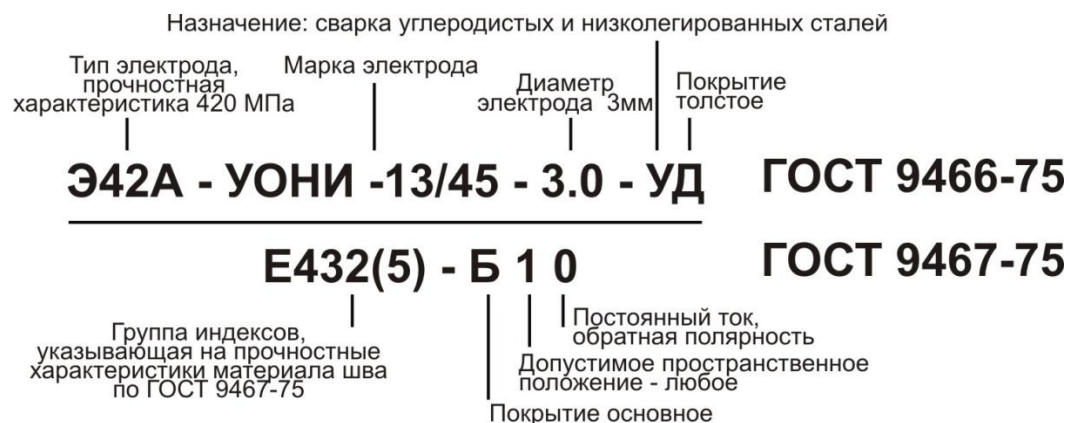 Назначение: сварка углеродистых и низколегированных сталей
Тип электрода,
прочностная
характеристика 420 МПа
Марка электрода
Диаметр
электрода 3мм
Покрытие
толстое
Э42А - УОНИ -13/45 - 3.0 - УД
ГОСТ 9466-75
Е432(5) - Б 1 0
ГОСТ 9467-75
Группа индексов,
указывающая на прочностные
характеристики материала шва
по ГОСТ 9467-75
Постоянный ток,
обратная полярность
Допустимое пространственное
положение - любое
Покрытие основное